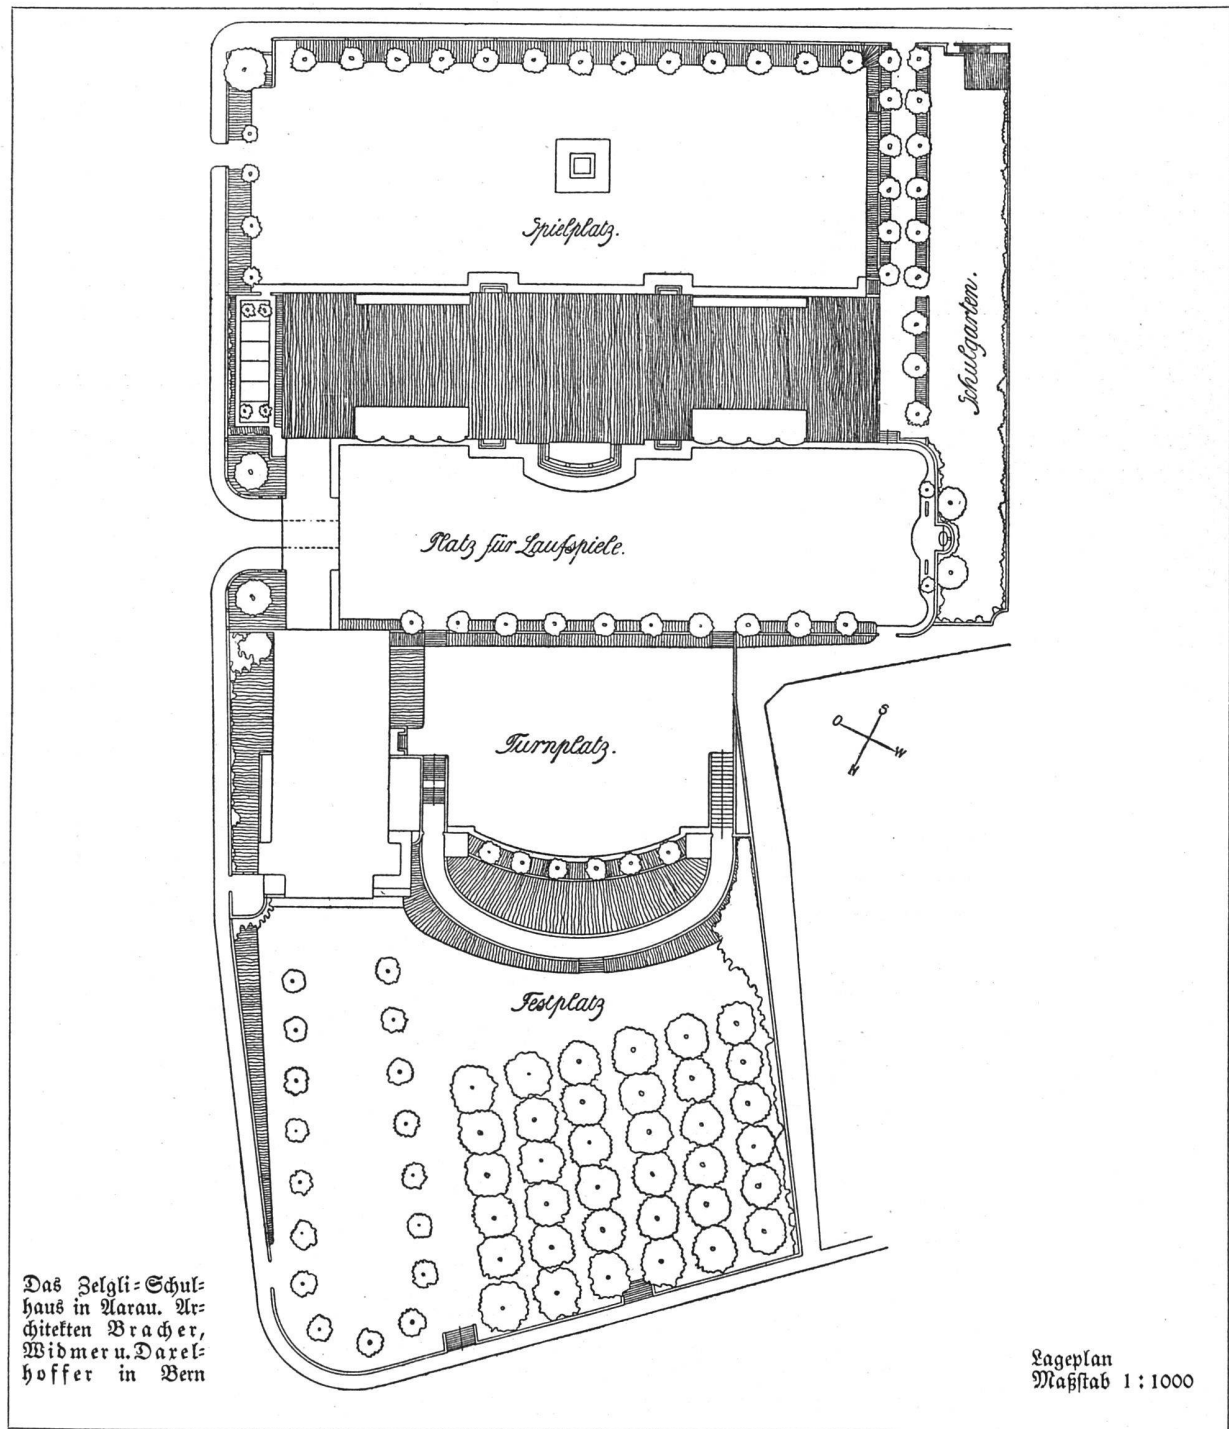 Spielplatz.
Schulgarten.
Platz für Laufspiele.
O
S
W
N
Turnplatz.
Festplatz
Das Zelgli-Schul-
haus in Aarau. Ar-
chitekten Bracher,
Widmer u. Daxel-
hoffer in Bern
Lageplan
Maßstab 1 : 1000